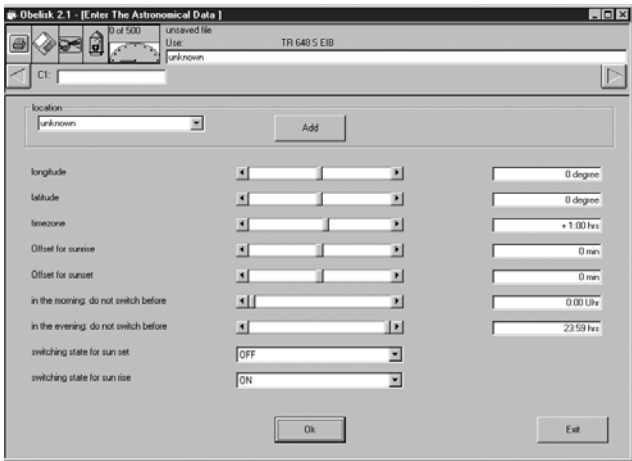 Obelisk 2.1 - [Enter The Astronomical Data ]
0 of 500
unsaved file
Use: TR 648 S EIB
unknown
C1:
location
unknown
Add
longitude 0 degree
latitude 0 degree
timezone + 1:00 hrs
Offset for sunrise 0 min
Offset for sunset 0 min
in the morning: do not switch before 0:00 Uhr
in the evening: do not switch before 23:59 hrs
switching state for sun set OFF
switching state for sun rise ON
Ok Exit